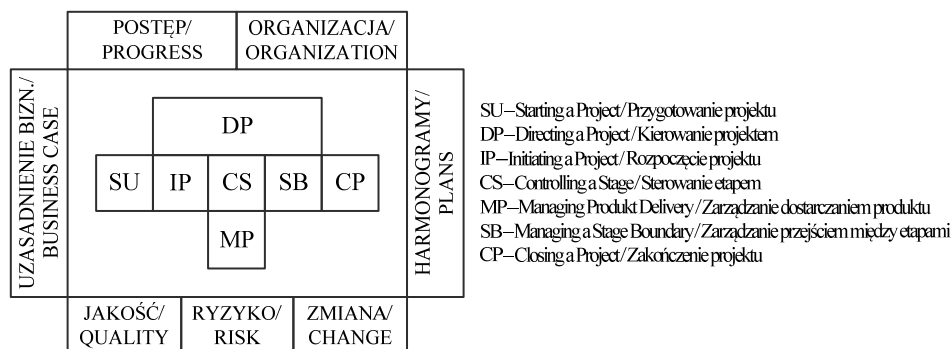 POSTĘP/
PROGRESS
ORGANIZACJA/
ORGANIZATION
UZASADNIENIE BIZN./
BUSINESS CASE
DP
SU
IP
CS
SB
CP
MP
HARMONOGRAMY/
PLANS
JAKOŚĆ/
QUALITY
RYZYKO/
RISK
ZMIANA/
CHANGE
SU–Starting a Project/Przygotowanie projektu
DP–Directing a Project/Kierowanie projektem
IP–Initiating a Project/Rozpoczęcie projektu
CS–Controlling a Stage/Sterowanie etapem
MP–Managing Produkt Delivery/Zarządzanie dostarczaniem produktu
SB–Managing a Stage Boundary/Zarządzanie przejściem między etapami
CP–Closing a Project/Zakończenie projektu